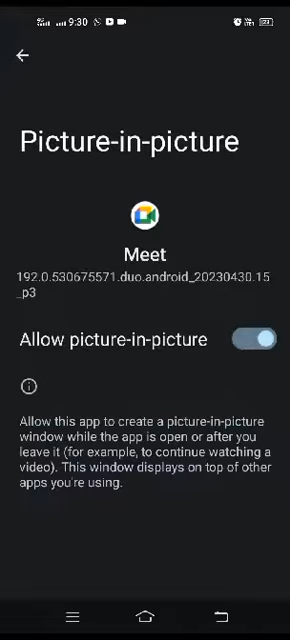 9:30
Picture-in-picture
Meet
192.0.530675571.duo.android_20230430.15
_p3
Allow picture-in-picture
Allow this app to create a picture-in-picture
window while the app is open or after you
leave it (for example, to continue watching a
video). This window displays on top of other
apps you're using.